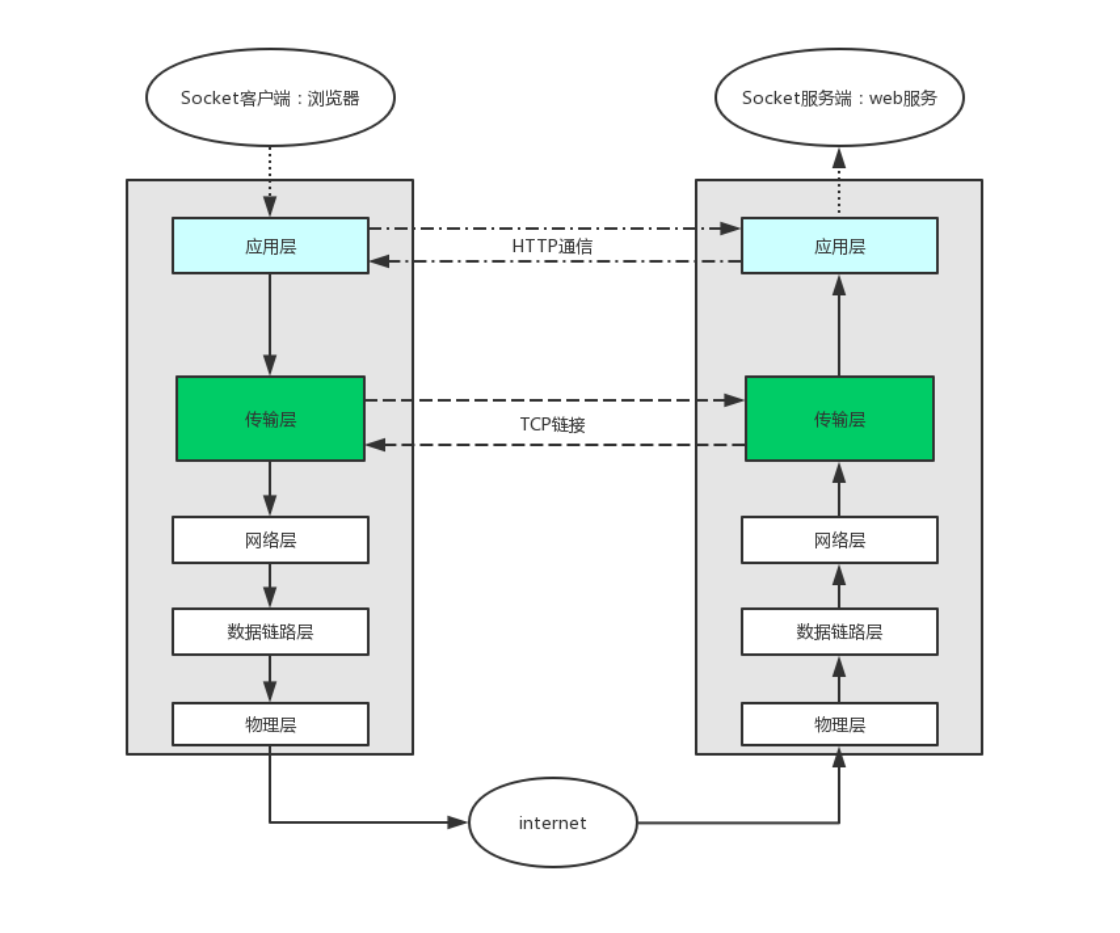 Socket客户端：浏览器
Socket服务端：web服务
应用层
HTTP通信
应用层
传输层
TCP链接
传输层
网络层
网络层
数据链路层
数据链路层
物理层
物理层
internet